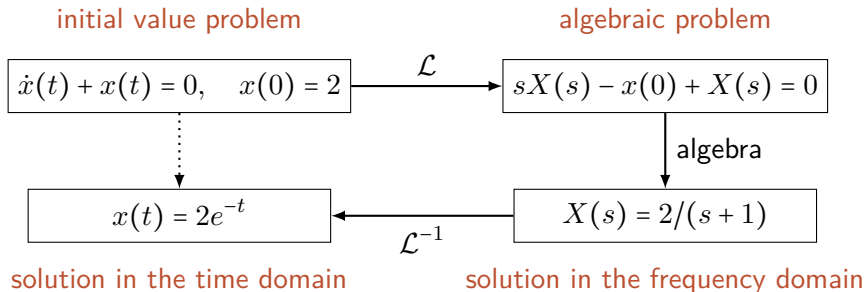 initial value problem
algebraic problem
ẋ(t) + x(t) = 0, x(0) = 2
ℒ
sX(s) − x(0) + X(s) = 0
algebra
x(t) = 2e^{−t}
ℒ^{−1}
X(s) = 2/(s + 1)
solution in the time domain
solution in the frequency domain